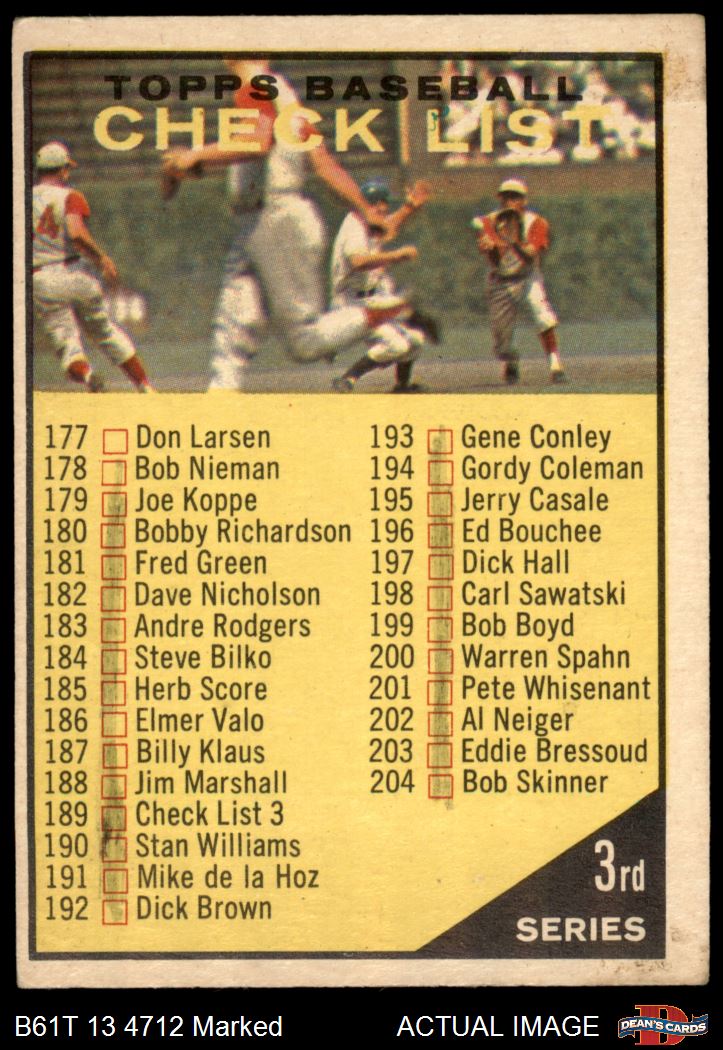 TOPPS BASEBALL
CHECK LIST
4
177 Don Larsen
178 Bob Nieman
179 Joe Koppe
180 Bobby Richardson
181 Fred Green
182 Dave Nicholson
183 Andre Rodgers
184 Steve Bilko
185 Herb Score
186 Elmer Valo
187 Billy Klaus
188 Jim Marshall
189 Check List 3
190 Stan Williams
191 Mike de la Hoz
192 Dick Brown
193 Gene Conley
194 Gordy Coleman
195 Jerry Casale
196 Ed Bouchee
197 Dick Hall
198 Carl Sawatski
199 Bob Boyd
200 Warren Spahn
201 Pete Whisenant
202 Al Neiger
203 Eddie Bressoud
204 Bob Skinner
3rd
SERIES
B61T 13 4712 Marked
ACTUAL IMAGE
D
DEAN'S CARDS